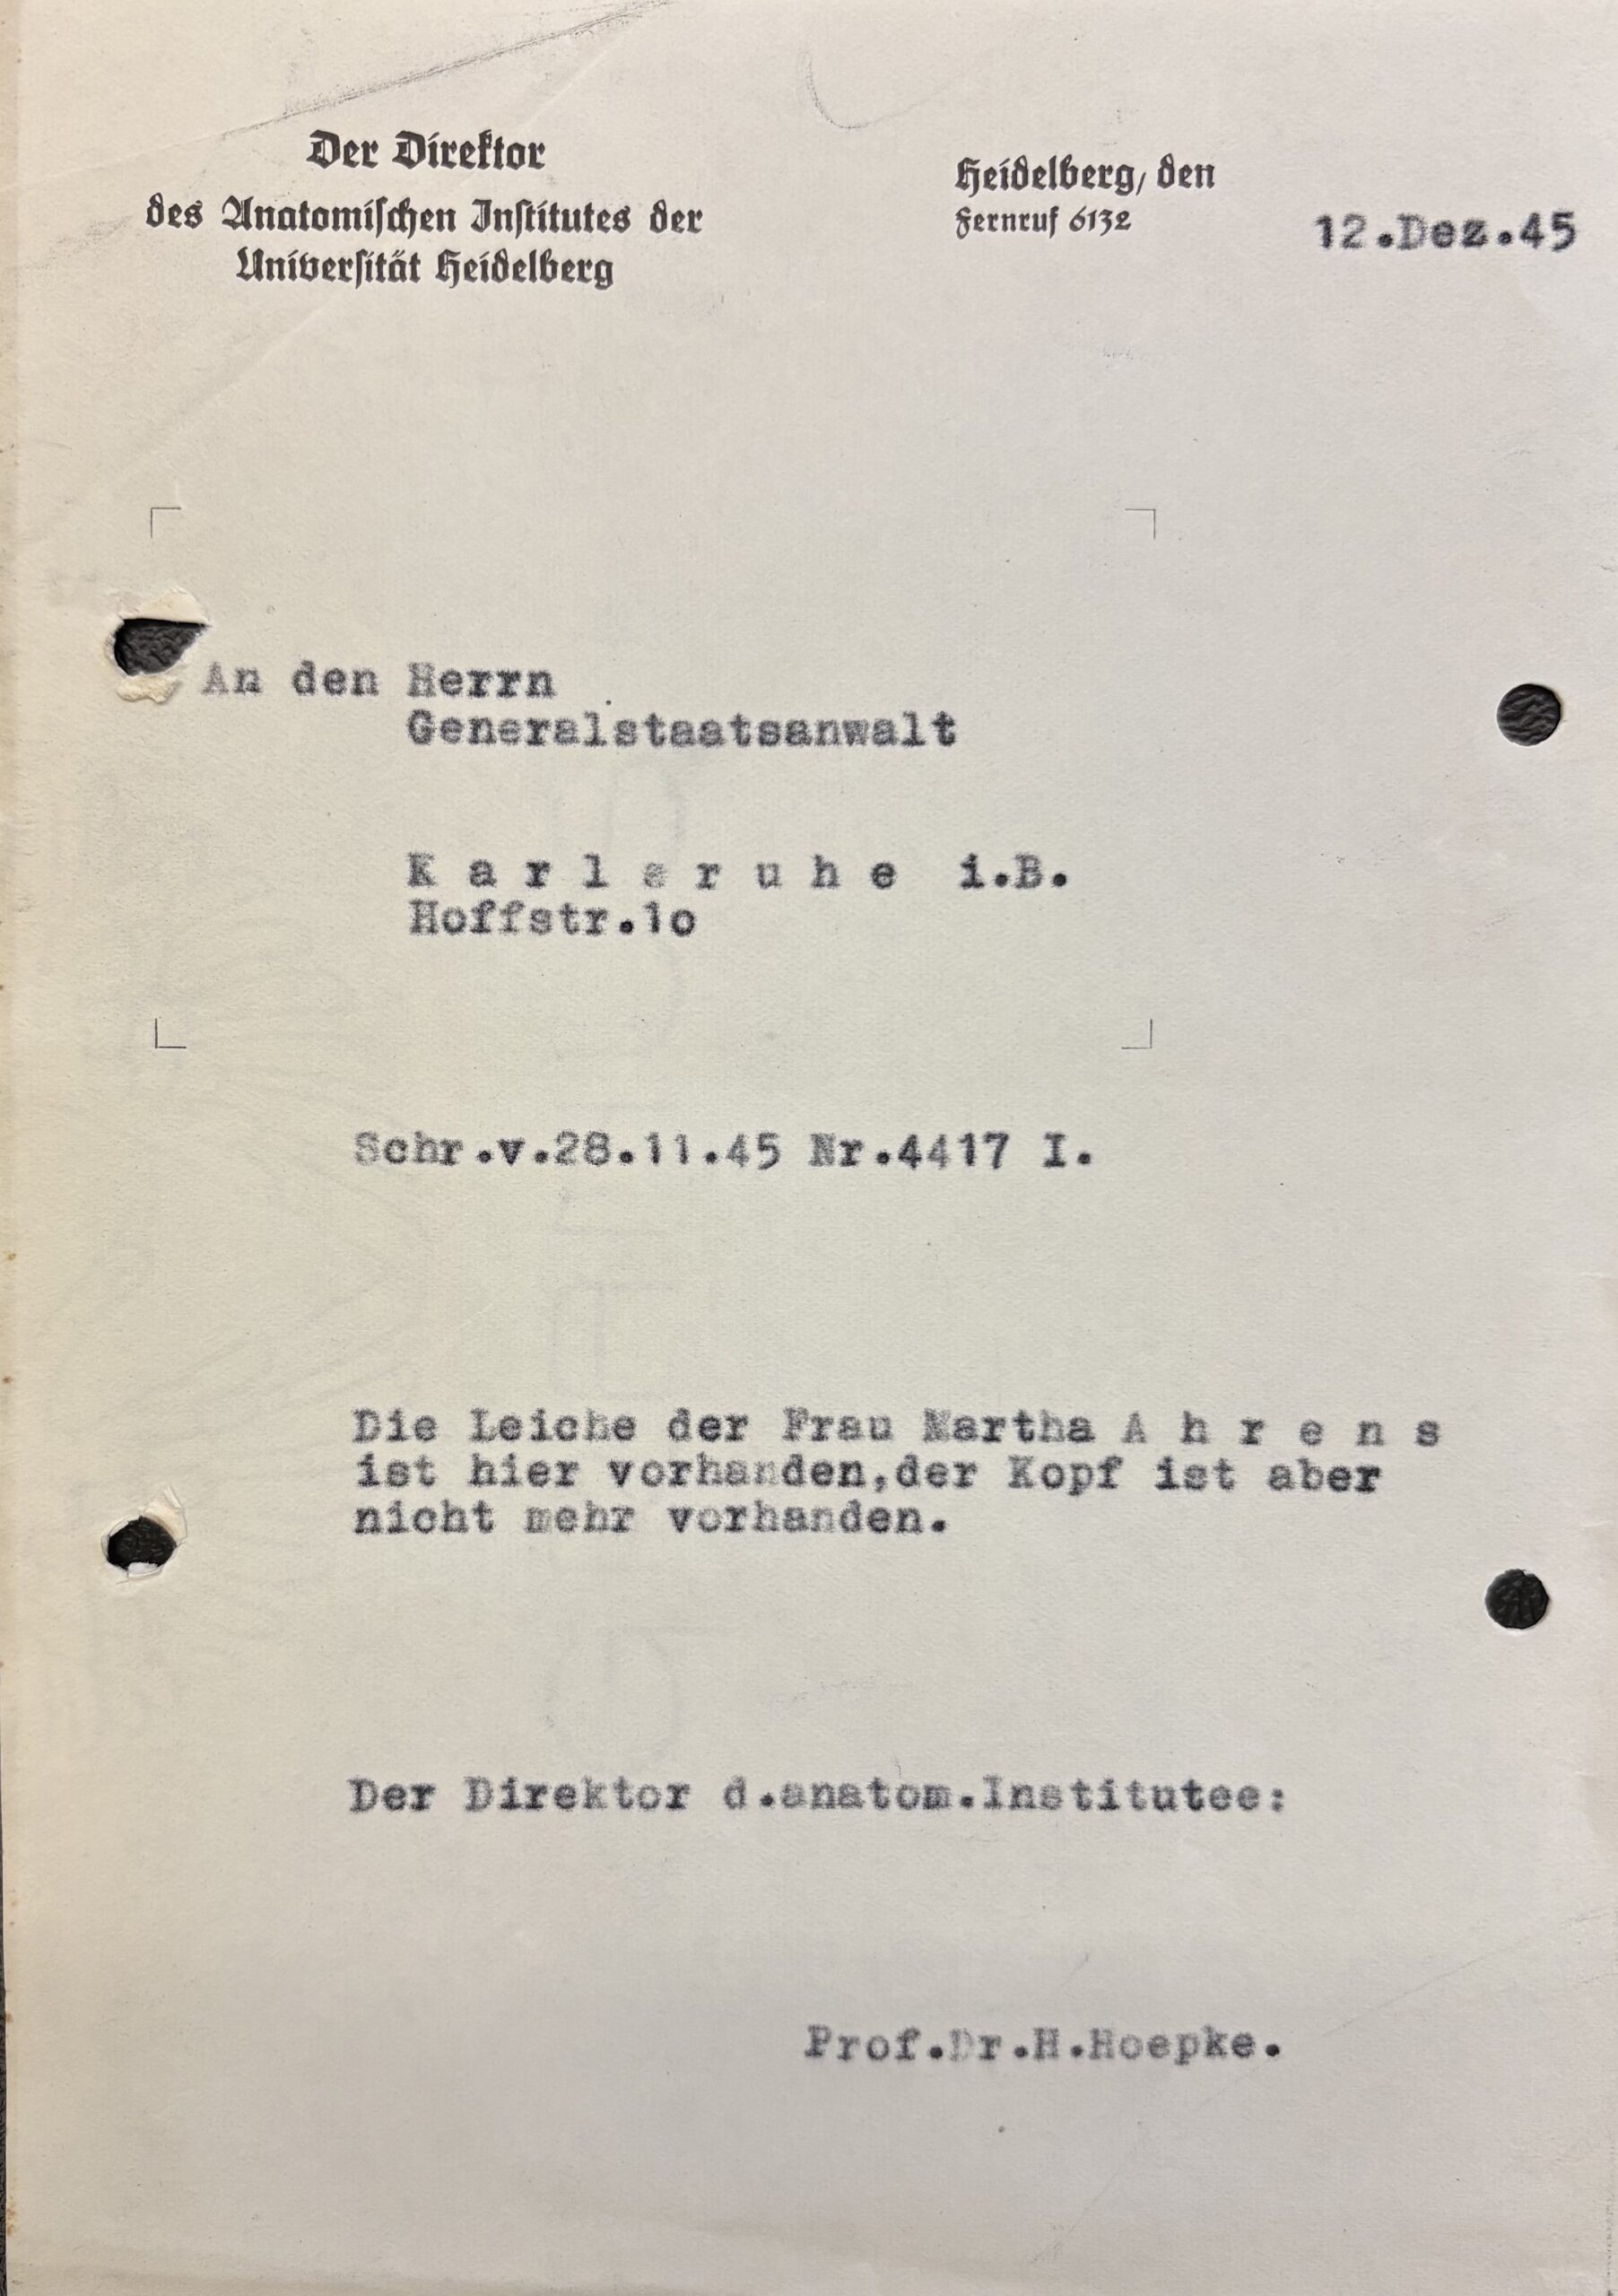 Der Direktor
des Anatomischen Institutes der
Universität Heidelberg
Heidelberg, den
Fernruf 6132
12.Dez.45
An den Herrn
Generalstaatsanwalt
K a r l s r u h e i.B.
Hoffstr.1o
Schr.v.28.11.45 Nr.4417 I.
Die Leiche der Frau Martha A h r e n s
ist hier vorhanden,der Kopf ist aber
nicht mehr vorhanden.
Der Direktor d.anatom.Institutes:
Prof.Dr.H.Hoepke.